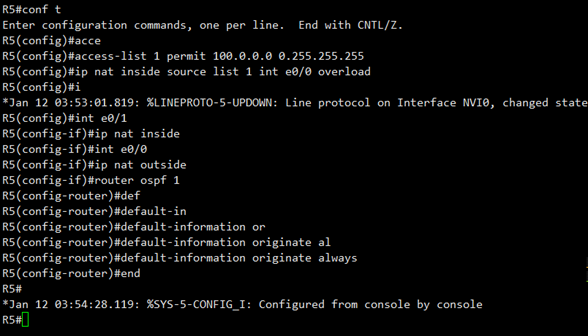 R5#conf t
Enter configuration commands, one per line.  End with CNTL/Z.
R5(config)#acce
R5(config)#access-list 1 permit 100.0.0.0 0.255.255.255
R5(config)#ip nat inside source list 1 int e0/0 overload
R5(config)#i
*Jan 12 03:53:01.819: %LINEPROTO-5-UPDOWN: Line protocol on Interface NVI0, changed state
R5(config)#int e0/1
R5(config-if)#ip nat inside
R5(config-if)#int e0/0
R5(config-if)#ip nat outside
R5(config-if)#router ospf 1
R5(config-router)#def
R5(config-router)#default-in
R5(config-router)#default-information or
R5(config-router)#default-information originate al
R5(config-router)#default-information originate always
R5(config-router)#end
R5#
*Jan 12 03:54:28.119: %SYS-5-CONFIG_I: Configured from console by console
R5#